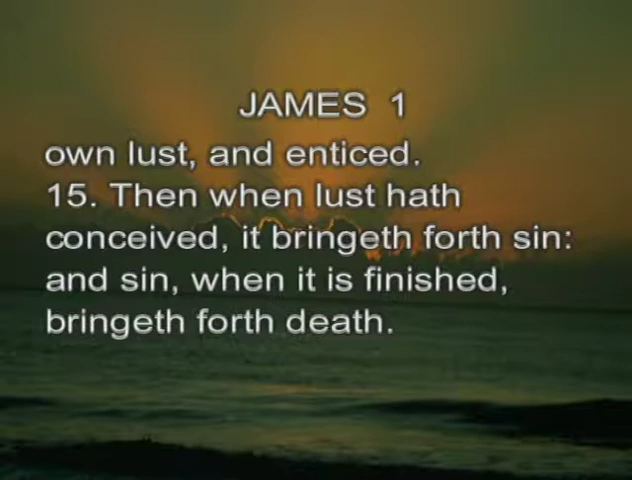 JAMES 1
own lust, and enticed.
15. Then when lust hath
conceived, it bringeth forth sin:
and sin, when it is finished,
bringeth forth death.